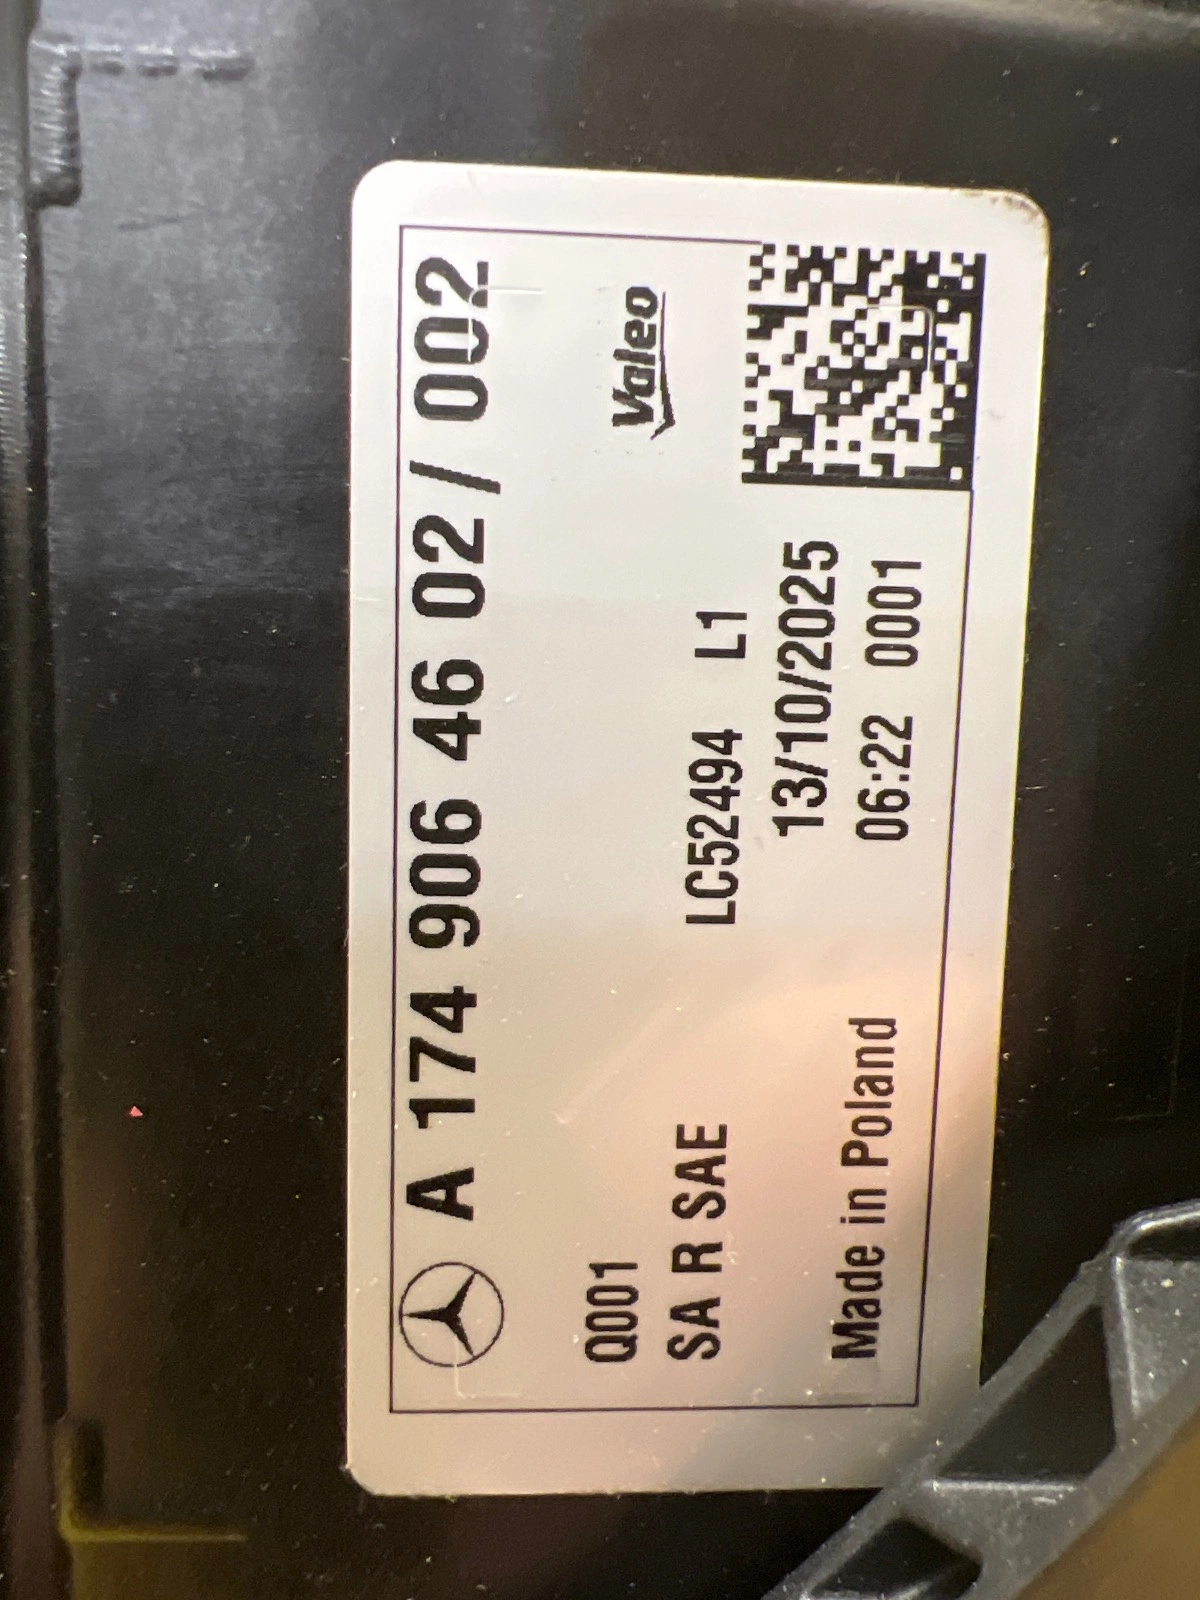 A 174 906 46 02 / 002
Q001
Valeo
SA R SAE
LC52494 L1
13/10/2025
Made in Poland
06:22 0001